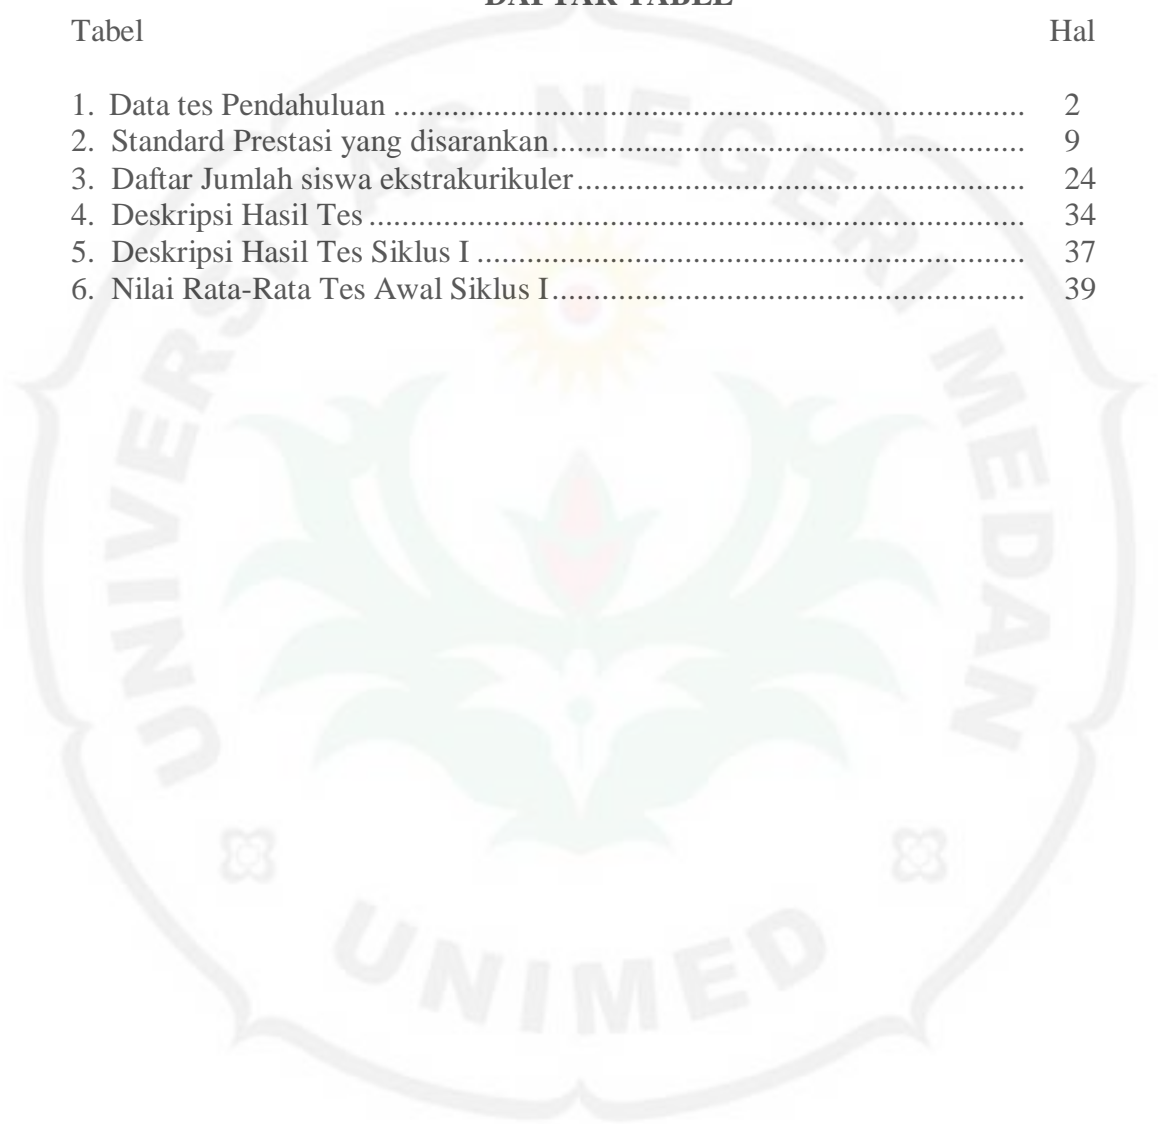 DAFTAR TABEL
Tabel Hal
1. Data tes Pendahuluan ............................................................................ 2
2. Standard Prestasi yang disarankan ......................................................... 9
3. Daftar Jumlah siswa ekstrakurikuler ...................................................... 24
4. Deskripsi Hasil Tes ............................................................................... 34
5. Deskripsi Hasil Tes Siklus I .................................................................. 37
6. Nilai Rata-Rata Tes Awal Siklus I ......................................................... 39
UNIVERSITAS NEGERI MEDAN
UNIMED